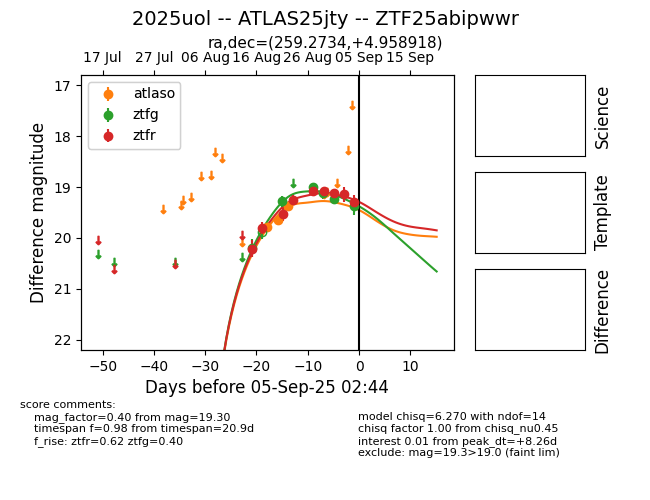 2025uol -- ATLAS25jty -- ZTF25abipwwr
ra,dec=(259.2734,+4.958918)
17 Jul 27 Jul 06 Aug 16 Aug 26 Aug 05 Sep 15 Sep
atlaso
ztfg
ztfr
Difference magnitude
17
18
19
20
21
22
−50 −40 −30 −20 −10 0 10
Days before 05-Sep-25 02:44
Science
Template
Difference
score comments:
mag_factor=0.40 from mag=19.30
timespan f=0.98 from timespan=20.9d
f_rise: ztfr=0.62 ztfg=0.40
model chisq=6.270 with ndof=14
chisq factor 1.00 from chisq_nu0.45
interest 0.01 from peak_dt=+8.26d
exclude: mag=19.3>19.0 (faint lim)